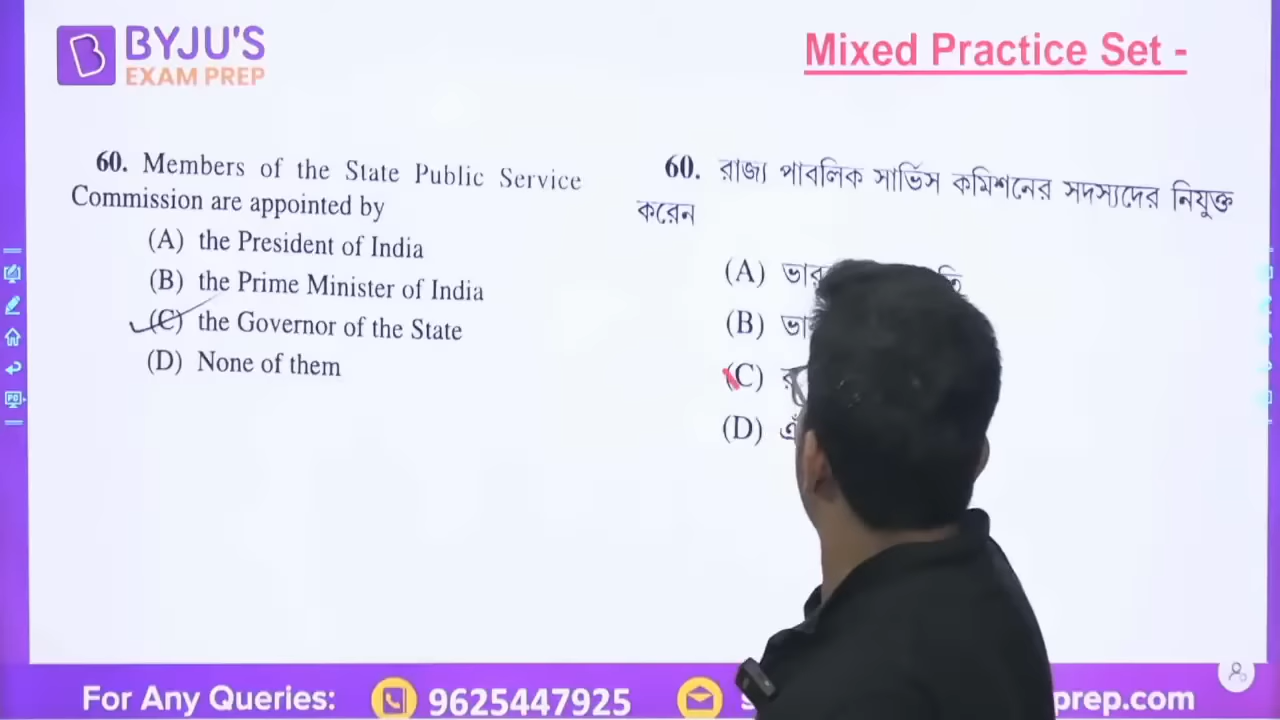 BYJU'S
EXAM PREP
Mixed Practice Set -
60. Members of the State Public Service
Commission are appointed by
(A) the President of India
(B) the Prime Minister of India
(C) the Governor of the State
(D) None of them
60. রাজ্য পাবলিক সার্ভিস কমিশনের সদস্যদের নিযুক্ত
করেন
(A)
(B)
(C)
(D)
For Any Queries: 9625447925 prep.com